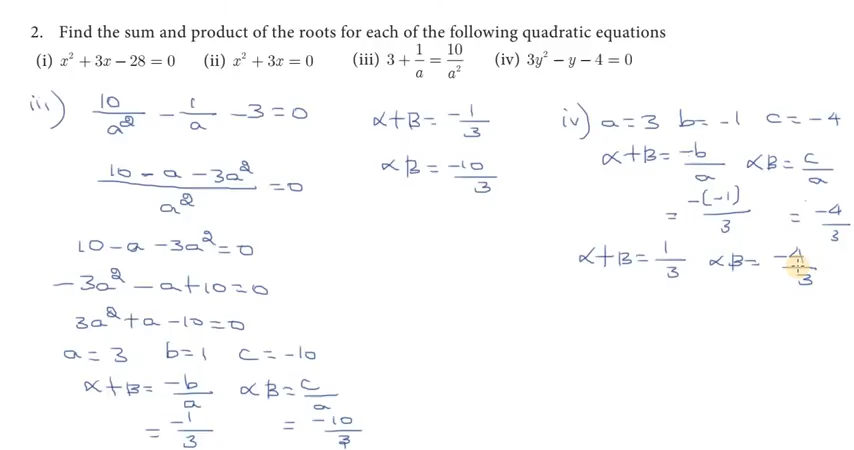 2. Find the sum and product of the roots for each of the following quadratic equations
(i) x² + 3x − 28 = 0 (ii) x² + 3x = 0 (iii) 3 + 1/a = 10/a² (iv) 3y² − y − 4 = 0
iii) 10/a² − 1/a − 3 = 0
(10 − a − 3a²)/a² = 0
10 − a − 3a² = 0
−3a² − a + 10 = 0
3a² + a − 10 = 0
a = 3 b = 1 c = −10
α + β = −b/a αβ = c/a
= −1/3 = −10/3
α + β = −1/3
αβ = −10/3
iv) a = 3 b = −1 c = −4
α + β = −b/a αβ = c/a
= −(−1)/3 = −4/3
α + β = 1/3 αβ = −4/3